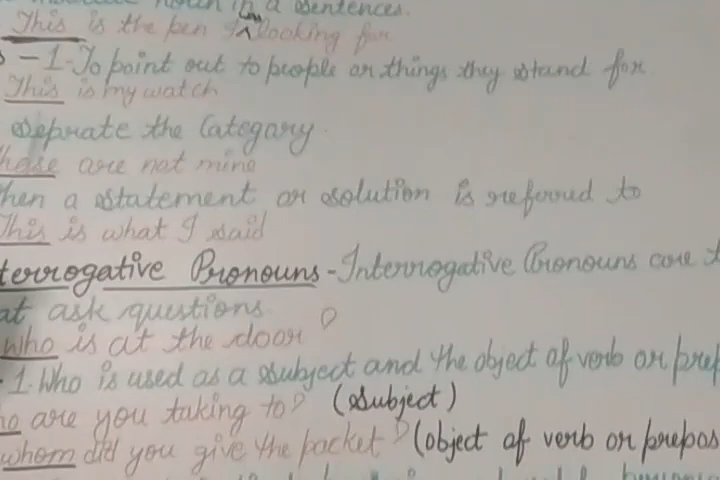 noun in a sentences.
This is the pen I am looking for
- 1. To point out to people or things they stand for
This is my watch
seprate the Category.
hose are not mine
hen a statement or solution is referred to
This is what I said
terrogative Pronouns - Interrogative Pronouns are t
at ask questions
Who is at the door ?
1. Who is used as a subject and the object of verb or prep
ho are you taking to? (subject)
whom did you give the packet? (object of verb or prepos